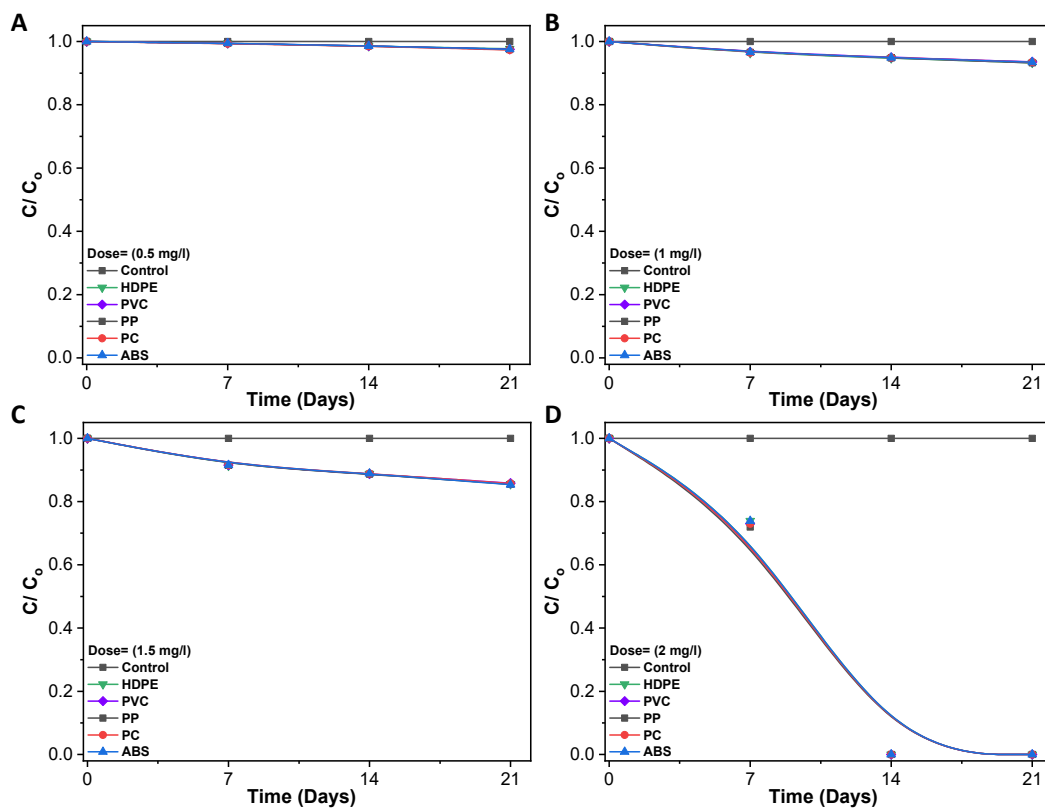 A
1.0
0.8
0.6
0.4
0.2
0.0
C/ Co
Dose= (0.5 mg/l)
Control
HDPE
PVC
PP
PC
ABS
0 7 14 21
Time (Days)
B
1.0
0.8
0.6
0.4
0.2
0.0
C/ Co
Dose= (1 mg/l)
Control
HDPE
PVC
PP
PC
ABS
0 7 14 21
Time (Days)
C
1.0
0.8
0.6
0.4
0.2
0.0
C/ Co
Dose= (1.5 mg/l)
Control
HDPE
PVC
PP
PC
ABS
0 7 14 21
Time (Days)
D
1.0
0.8
0.6
0.4
0.2
0.0
C/ Co
Dose= (2 mg/l)
Control
HDPE
PVC
PP
PC
ABS
0 7 14 21
Time (Days)